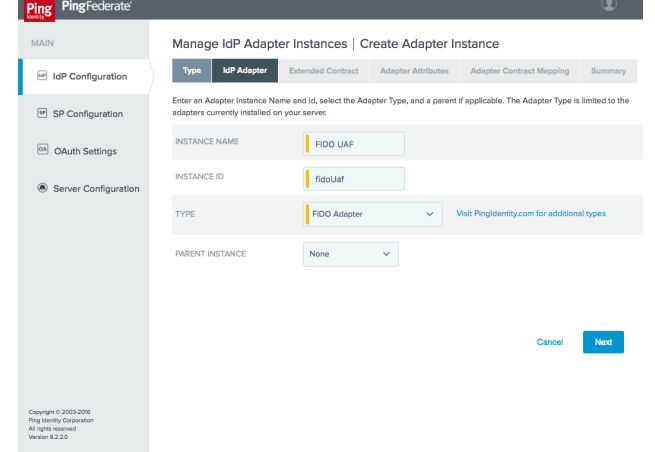 Ping
Identity
PingFederate
MAIN
IdP Configuration
SP Configuration
OAuth Settings
Server Configuration
Copyright © 2003-2016
Ping Identity Corporation
All rights reserved
Version 8.2.2.0
Manage IdP Adapter Instances | Create Adapter Instance
Type IdP Adapter Extended Contract Adapter Attributes Adapter Contract Mapping Summary
Enter an Adapter Instance Name and Id, select the Adapter Type, and a parent if applicable. The Adapter Type is limited to the
adapters currently installed on your server.
INSTANCE NAME FIDO UAF
INSTANCE ID fidoUaf
TYPE FIDO Adapter Visit PingIdentity.com for additional types
PARENT INSTANCE None
Cancel Next